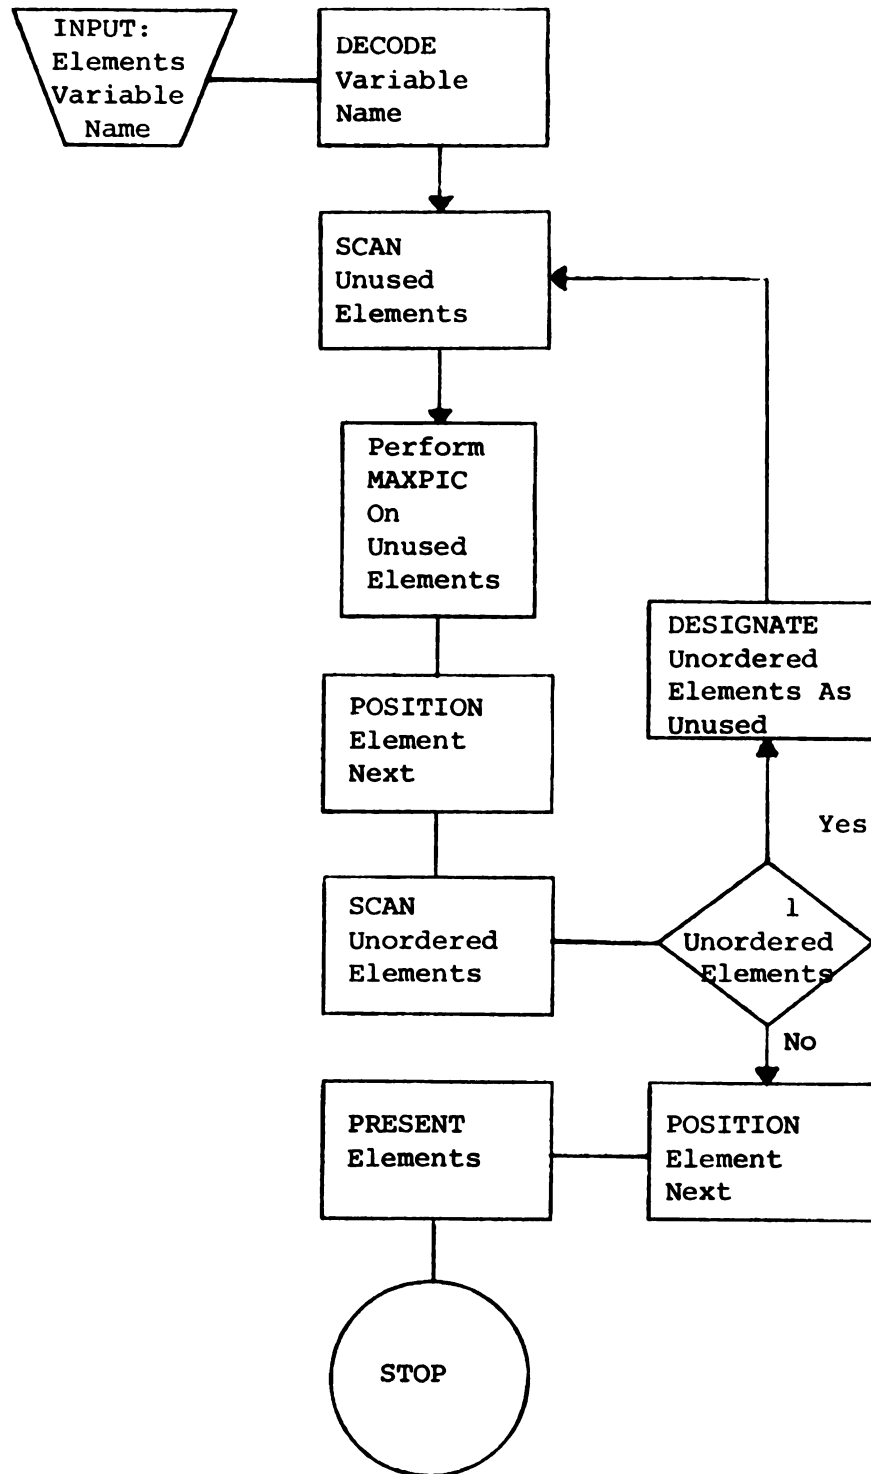 INPUT:
Elements
Variable
Name
DECODE
Variable
Name
SCAN
Unused
Elements
Perform
MAXPIC
On
Unused
Elements
DESIGNATE
Unordered
Elements As
Unused
POSITION
Element
Next
Yes
SCAN
Unordered
Elements
1
Unordered
Elements
No
PRESENT
Elements
POSITION
Element
Next
STOP